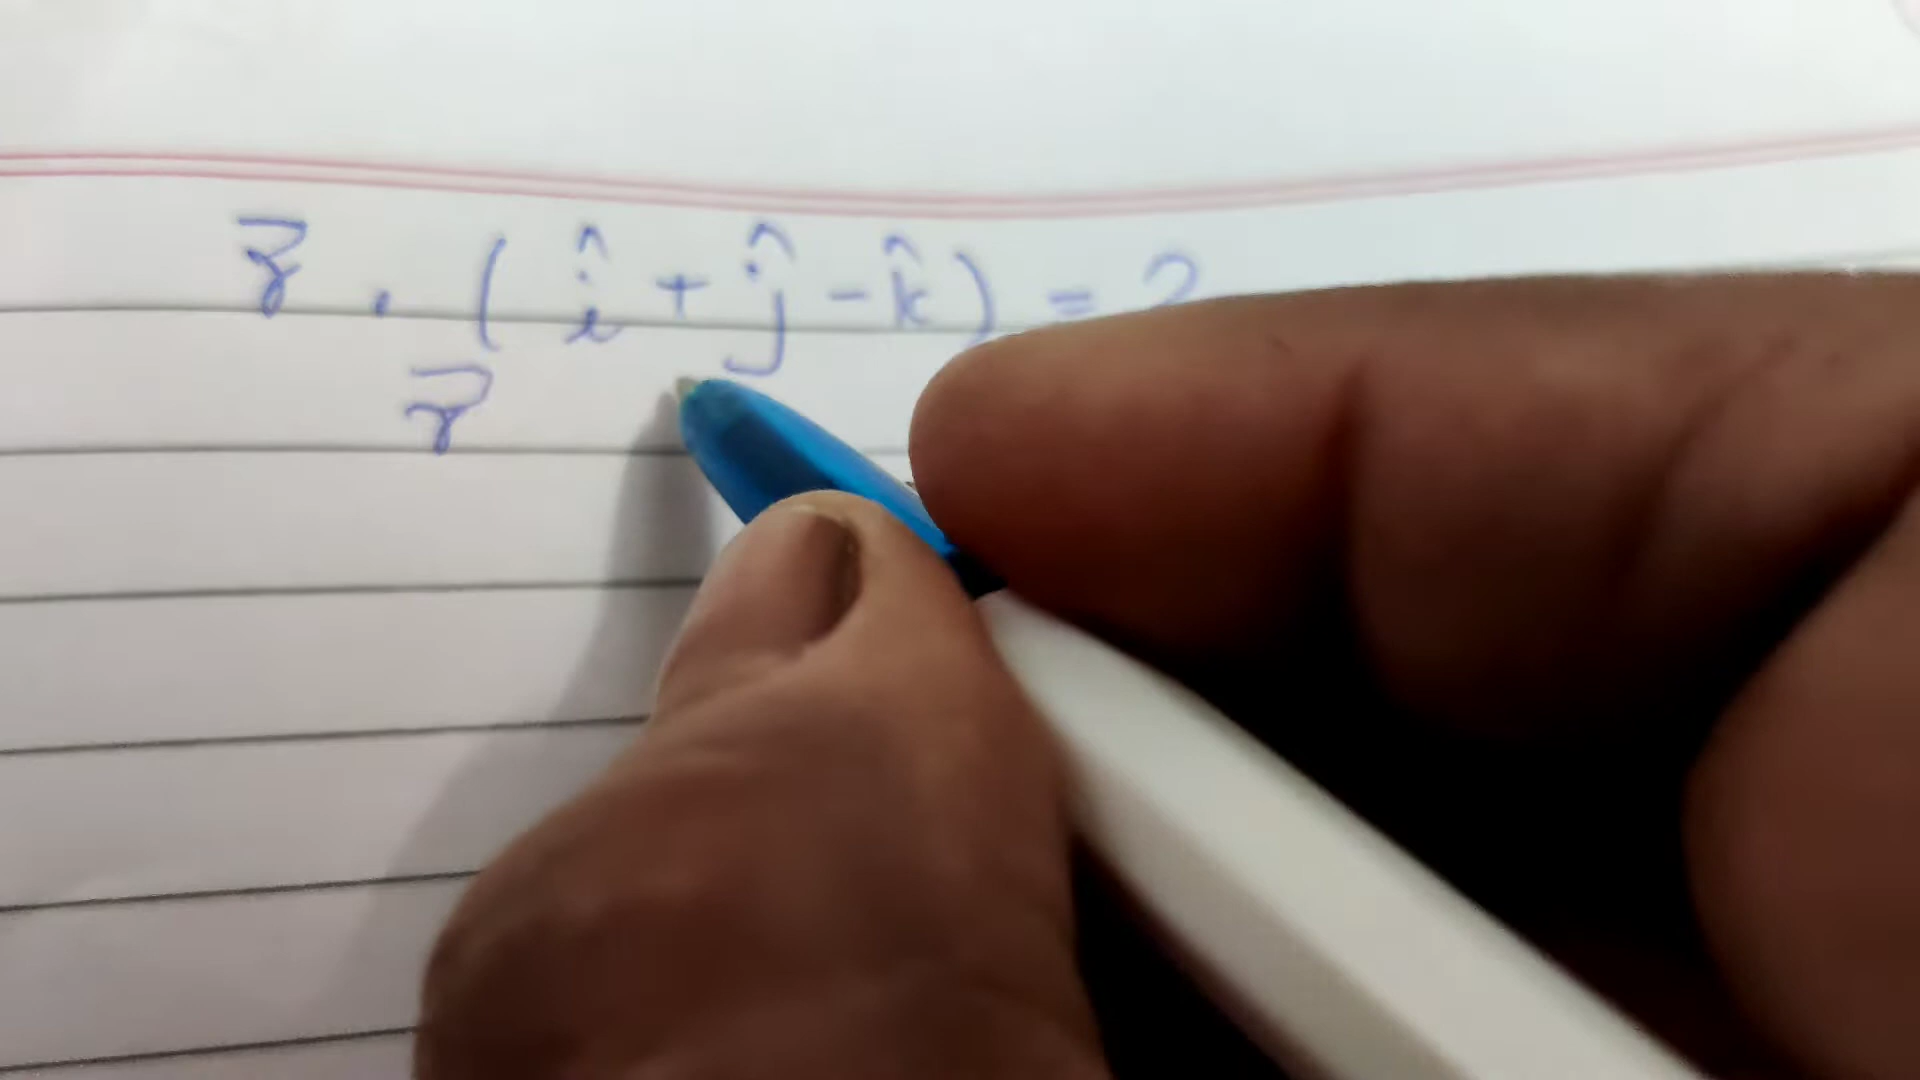 r⃗ . ( î + ĵ - k̂ ) = 2
r⃗